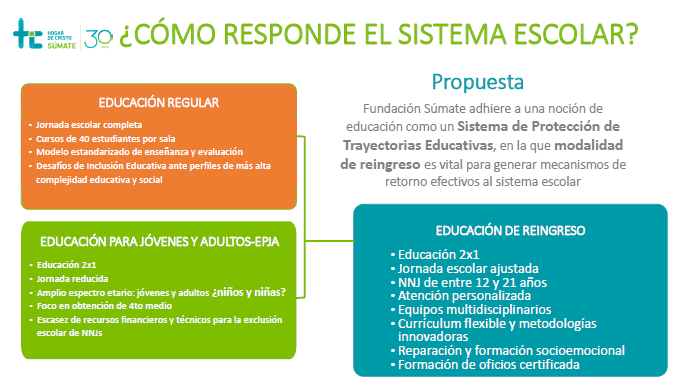 HOGAR
DE CRISTO
SÚMATE
30
AÑOS
¿CÓMO RESPONDE EL SISTEMA ESCOLAR?
EDUCACIÓN REGULAR
- Jornada escolar completa
- Cursos de 40 estudiantes por sala
- Modelo estandarizado de enseñanza y evaluación
- Desafíos de Inclusión Educativa ante perfiles de más alta
complejidad educativa y social
EDUCACIÓN PARA JÓVENES Y ADULTOS-EPJA
- Educación 2x1
- Jornada reducida
- Amplio espectro etario: jóvenes y adultos ¿niños y niñas?
- Foco en obtención de 4to medio
- Escasez de recursos financieros y técnicos para la exclusión
escolar de NNJs
Propuesta
Fundación Súmate adhiere a una noción de
educación como un Sistema de Protección de
Trayectorias Educativas, en la que modalidad
de reingreso es vital para generar mecanismos de
retorno efectivos al sistema escolar
EDUCACIÓN DE REINGRESO
• Educación 2x1
• Jornada escolar ajustada
• NNJ de entre 12 y 21 años
• Atención personalizada
• Equipos multidisciplinarios
• Currículum flexible y metodologías
innovadoras
• Reparación y formación socioemocional
• Formación de oficios certificada